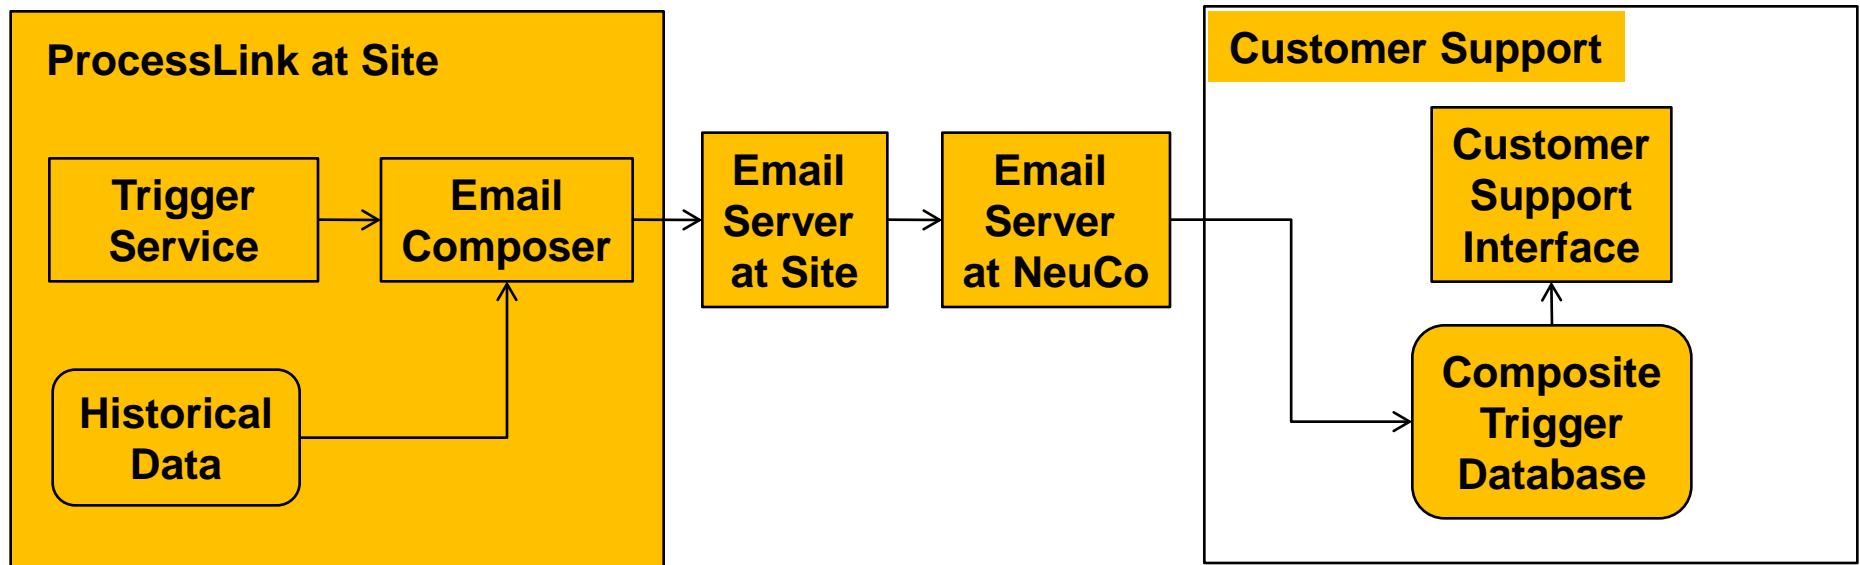 ProcessLink at Site
Trigger
Service
Email
Composer
Historical
Data
Email
Server
at Site
Email
Server
at NeuCo
Customer Support
Customer
Support
Interface
Composite
Trigger
Database